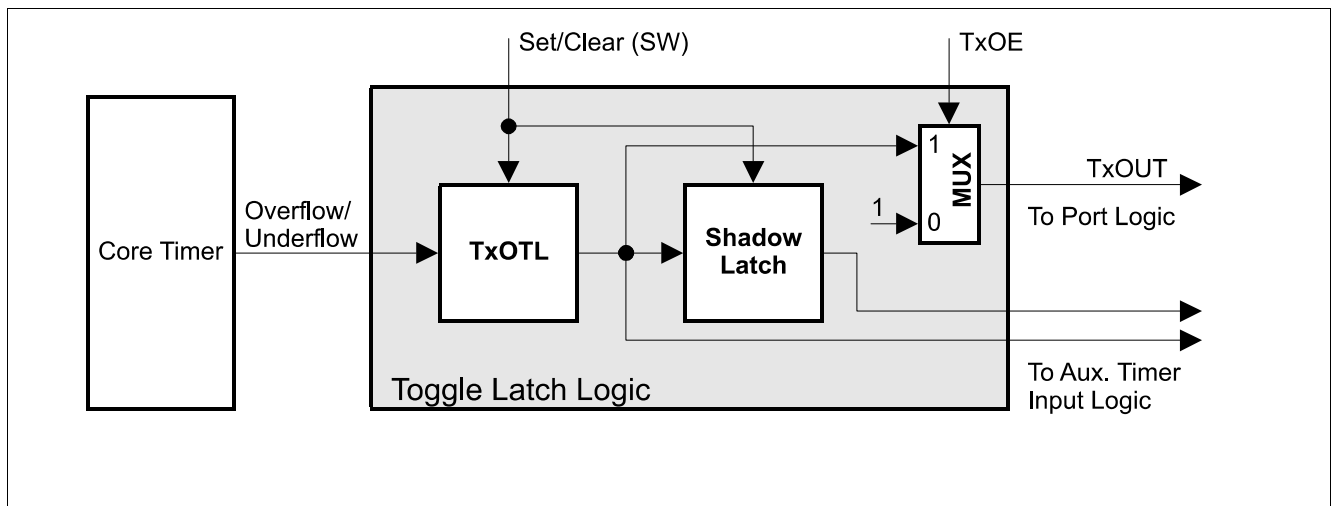 Set/Clear (SW)
TxOE
Core Timer
Overflow/
Underflow
TxOTL
Shadow
Latch
1
1
0
MUX
TxOUT
To Port Logic
To Aux. Timer
Input Logic
Toggle Latch Logic